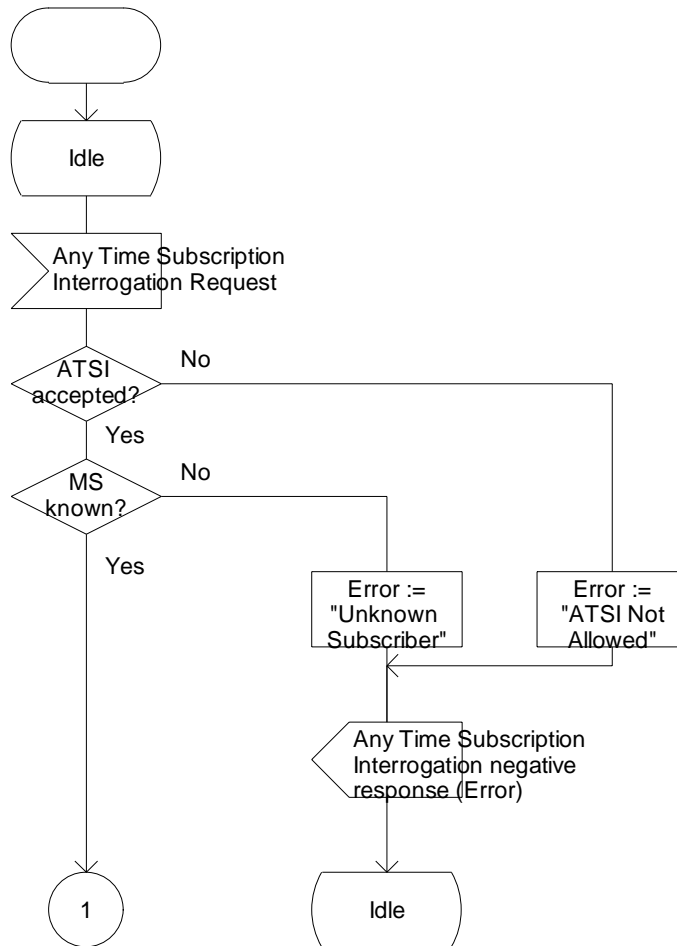 Idle
Any Time Subscription
Interrogation Request
ATSI
accepted?
No
Yes
MS
known?
No
Yes
Error :=
"Unknown
Subscriber"
Error :=
"ATSI Not
Allowed"
Any Time Subscription
Interrogation negative
response (Error)
1
Idle